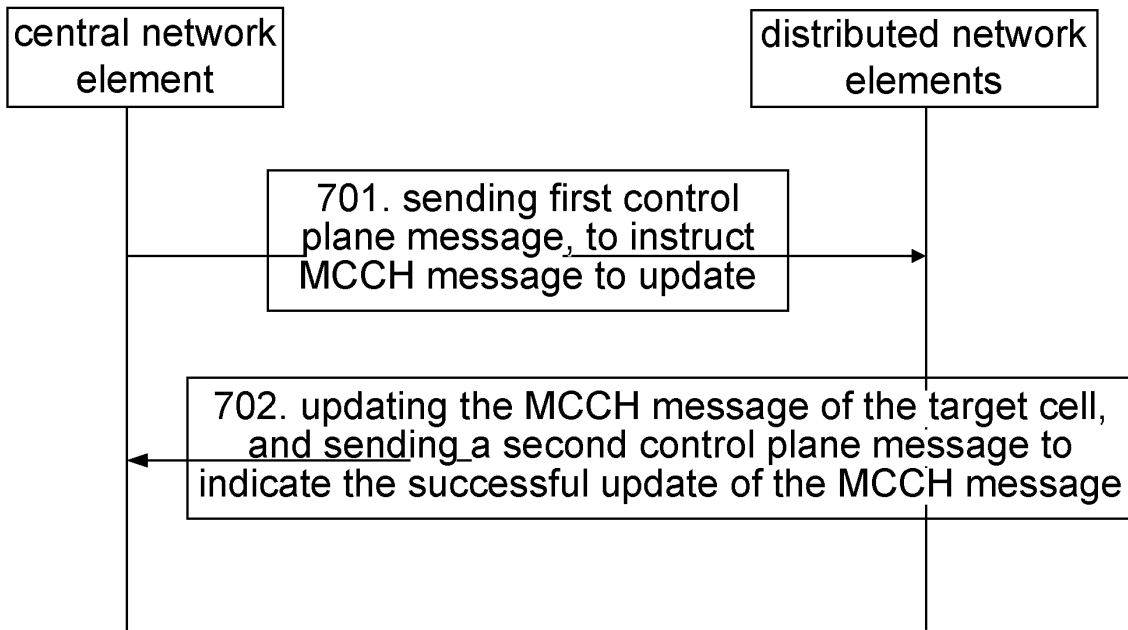 central network
element
distributed network
elements
701. sending first control
plane message, to instruct
MCCH message to update
702. updating the MCCH message of the target cell,
and sending a second control plane message to
indicate the successful update of the MCCH message